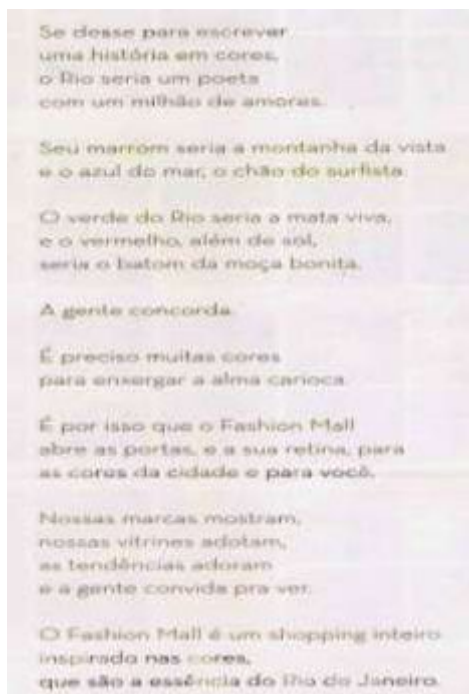 Se desse para escrever
uma história em cores,
o Rio seria um poeta
com um milhão de amores.
Seu marrom seria a montanha da vista
e o azul do mar, o chão do surfista.
O verde do Rio seria a mata viva,
e o vermelho, além de sol,
seria o batom da moça bonita.
A gente concorda.
É preciso muitas cores
para enxergar a alma carioca.
É por isso que o Fashion Mall
abre as portas, e a sua retina, para
as cores da cidade e para você.
Nossas marcas mostram,
nossas vitrines adotam,
as tendências adoram
e a gente convida pra ver.
O Fashion Mall é um shopping inteiro
inspirado nas cores,
que são a essência do Rio de Janeiro.